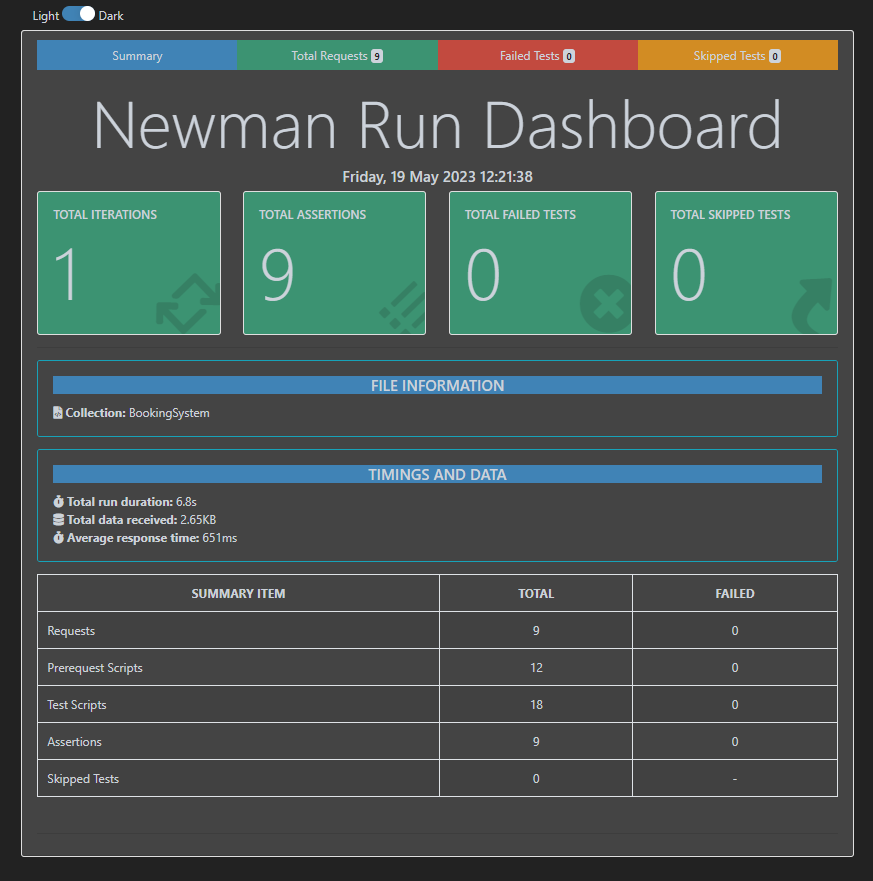 Light Dark
Summary Total Requests 9 Failed Tests 0 Skipped Tests 0
Newman Run Dashboard
Friday, 19 May 2023 12:21:38
TOTAL ITERATIONS TOTAL ASSERTIONS TOTAL FAILED TESTS TOTAL SKIPPED TESTS
1 9 0 0
FILE INFORMATION
Collection: BookingSystem
TIMINGS AND DATA
Total run duration: 6.8s
Total data received: 2.65KB
Average response time: 651ms
SUMMARY ITEM TOTAL FAILED
Requests 9 0
Prerequest Scripts 12 0
Test Scripts 18 0
Assertions 9 0
Skipped Tests 0 -